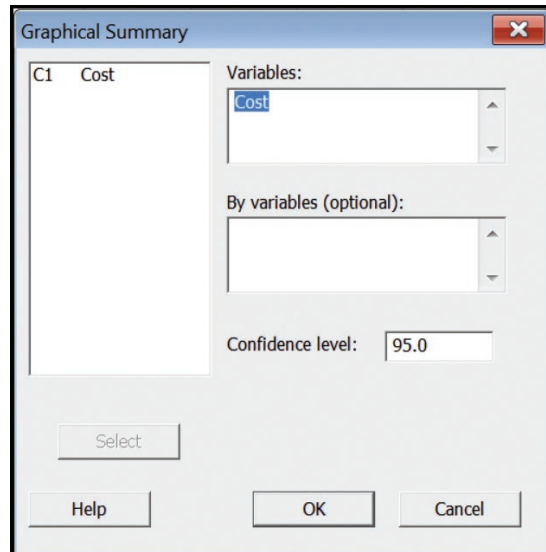 Graphical Summary
C1 Cost
Variables:
Cost
By variables (optional):
Confidence level: 95.0
Select
Help OK Cancel